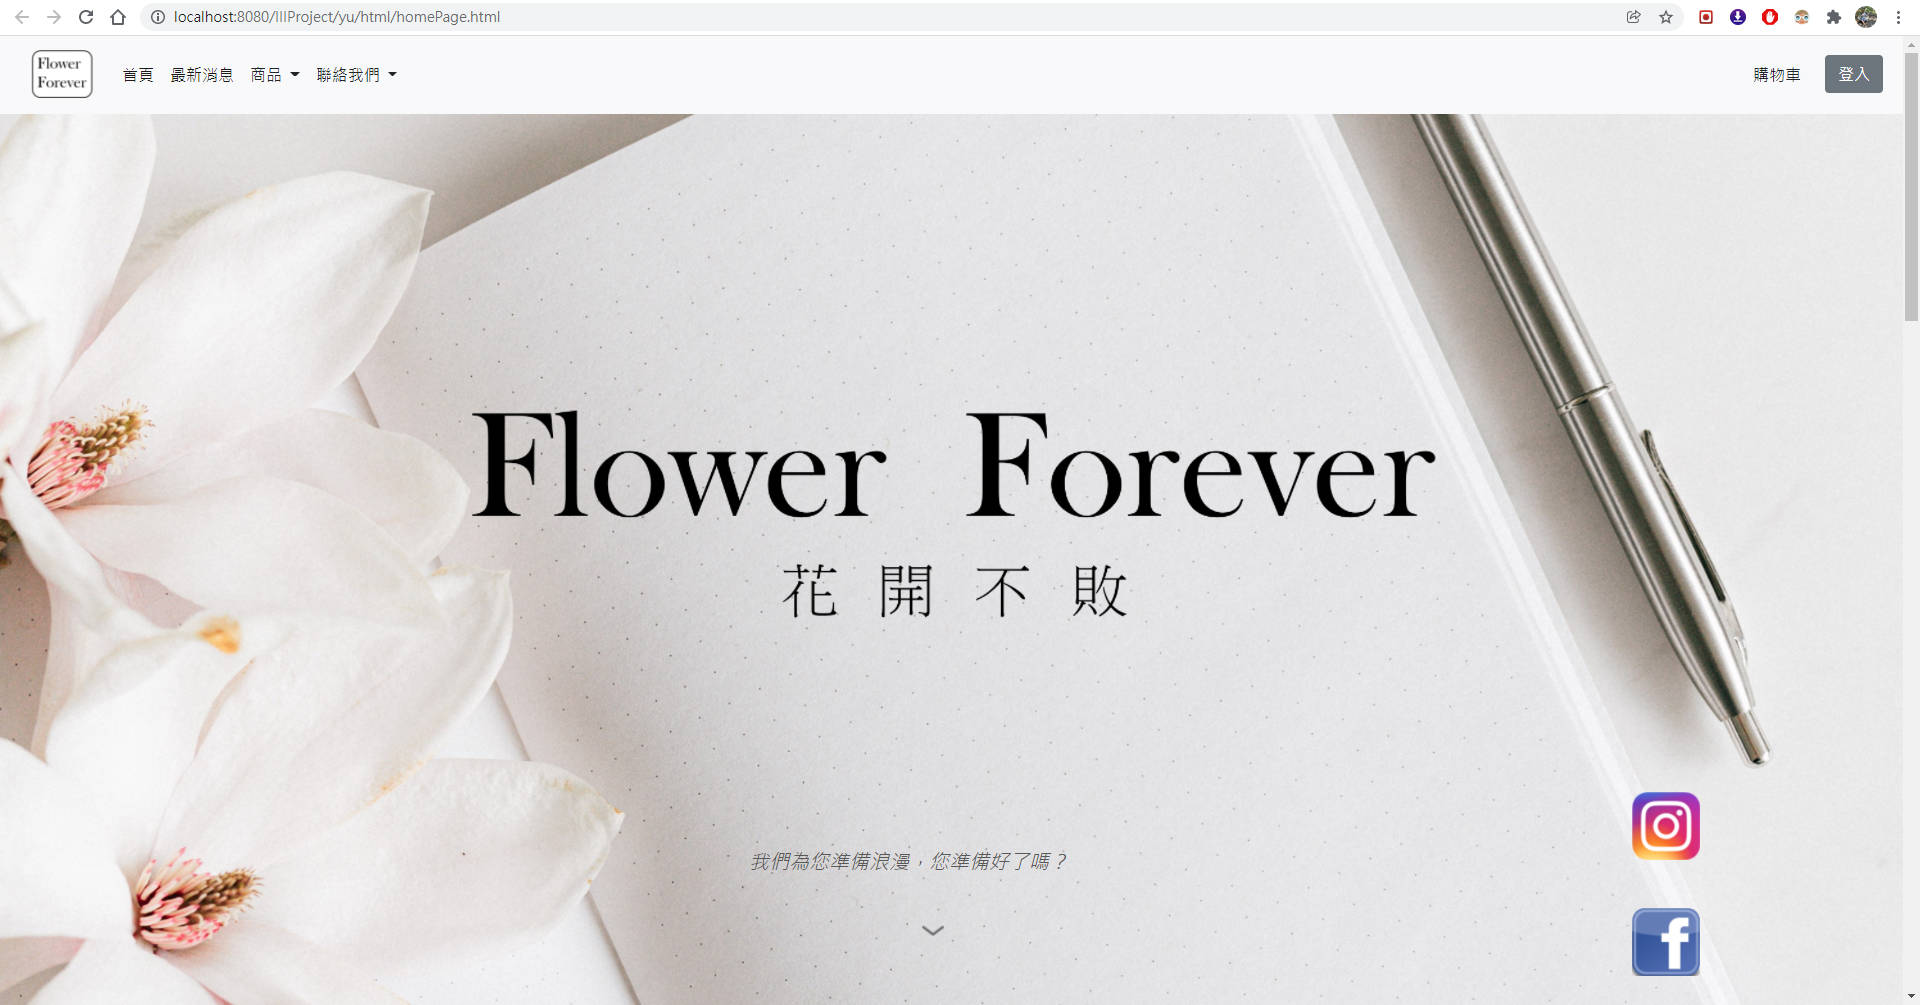 localhost:8080/IIIProject/yu/html/homePage.html
Flower
Forever
首頁 最新消息 商品 聯絡我們 購物車 登入
Flower Forever
花開不敗
我們為您準備浪漫，您準備好了嗎？